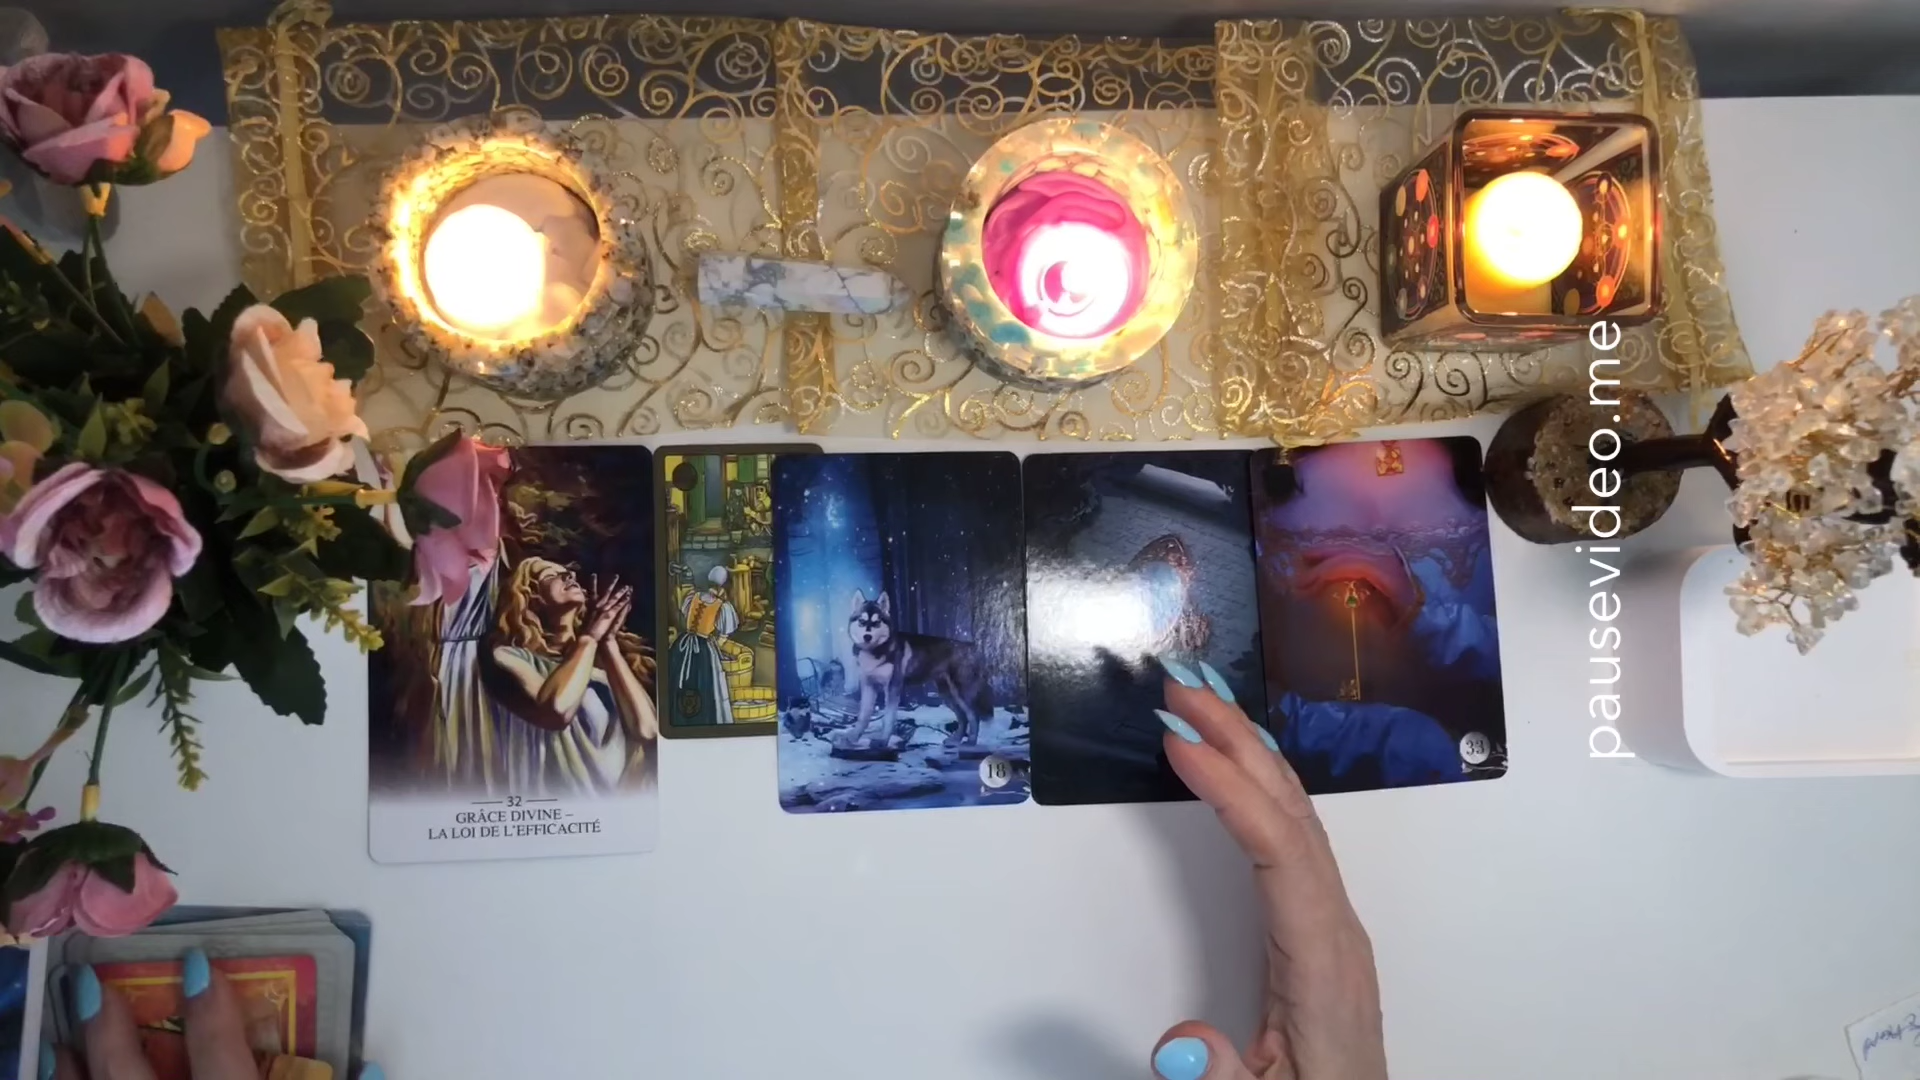 32
GRÂCE DIVINE –
LA LOI DE L'EFFICACITÉ
18
33
pausevideo.me